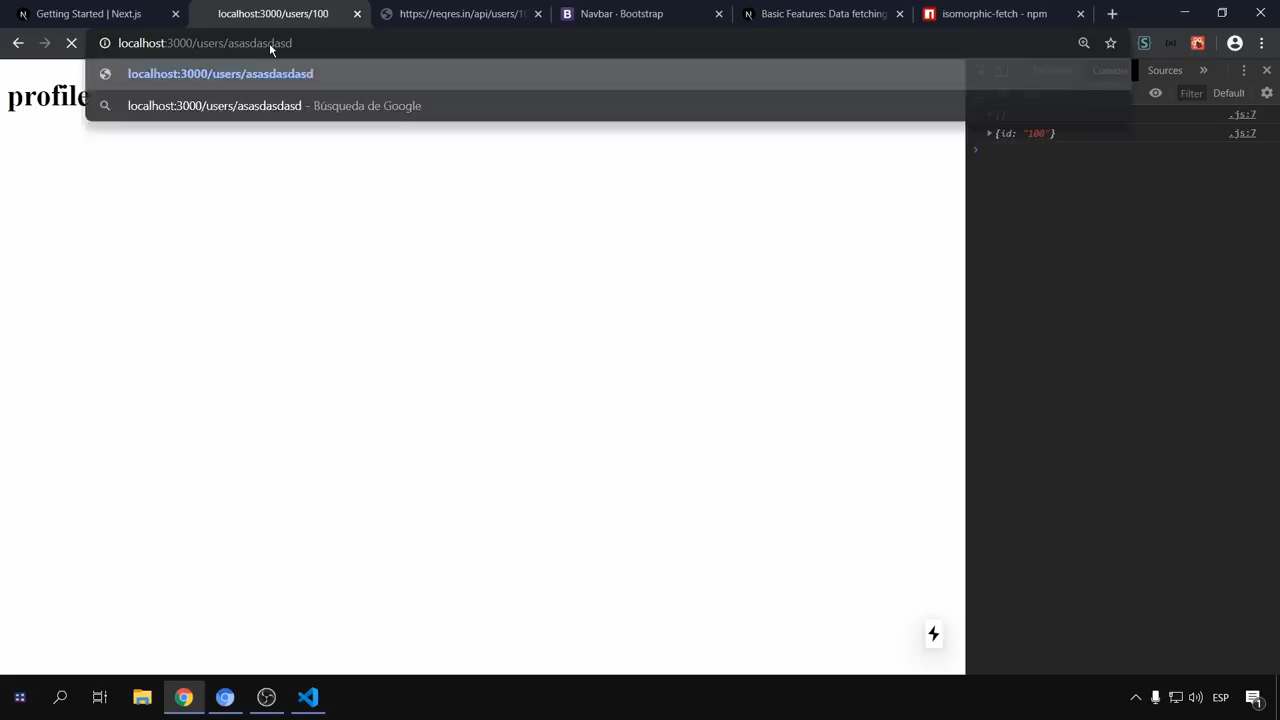 Getting Started | Next.js
localhost:3000/users/100
https://reqres.in/api/users/10
Navbar · Bootstrap
Basic Features: Data fetching
isomorphic-fetch - npm
localhost:3000/users/asasdasdasd
localhost:3000/users/asasdasdasd
localhost:3000/users/asasdasdasd - Búsqueda de Google
Console
Sources
Filter
Default
profile
{}
.js:7
{id: "100"}
.js:7
ESP
1